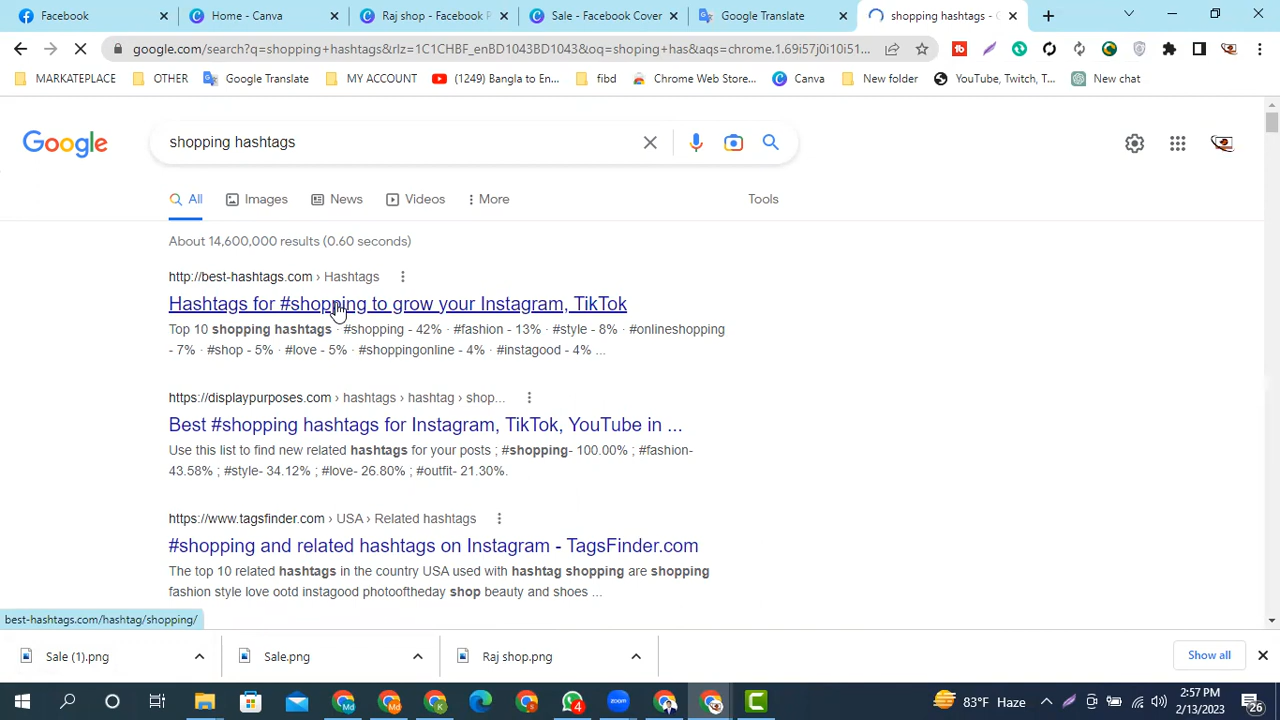 Facebook
Home - Canva
Raj shop - Facebook P
Sale - Facebook Cover
Google Translate
shopping hashtags - G
google.com/search?q=shopping+hashtags&rlz=1C1CHBF_enBD1043BD1043&oq=shoping+has&aqs=chrome.1.69i57j0i10i51...
MARKATEPLACE
OTHER
Google Translate
MY ACCOUNT
(1249) Bangla to En...
fibd
Chrome Web Store...
Canva
New folder
YouTube, Twitch, T...
New chat
Google
shopping hashtags
All
Images
News
Videos
More
Tools
About 14,600,000 results (0.60 seconds)
http://best-hashtags.com › Hashtags
Hashtags for #shopping to grow your Instagram, TikTok
Top 10 shopping hashtags · #shopping - 42% · #fashion - 13% · #style - 8% · #onlineshopping
- 7% · #shop - 5% · #love - 5% · #shoppingonline - 4% · #instagood - 4% ...
https://displaypurposes.com › hashtags › hashtag › shop...
Best #shopping hashtags for Instagram, TikTok, YouTube in ...
Use this list to find new related hashtags for your posts ; #shopping- 100.00% ; #fashion-
43.58% ; #style- 34.12% ; #love- 26.80% ; #outfit- 21.30%.
https://www.tagsfinder.com › USA › Related hashtags
#shopping and related hashtags on Instagram - TagsFinder.com
The top 10 related hashtags in the country USA used with hashtag shopping are shopping
fashion style love ootd instagood photooftheday shop beauty and shoes ...
best-hashtags.com/hashtag/shopping/
Sale (1).png
Sale.png
Raj shop.png
Show all
83°F Haze
2:57 PM
2/13/2023
26
4
zoom
Md
Md
K